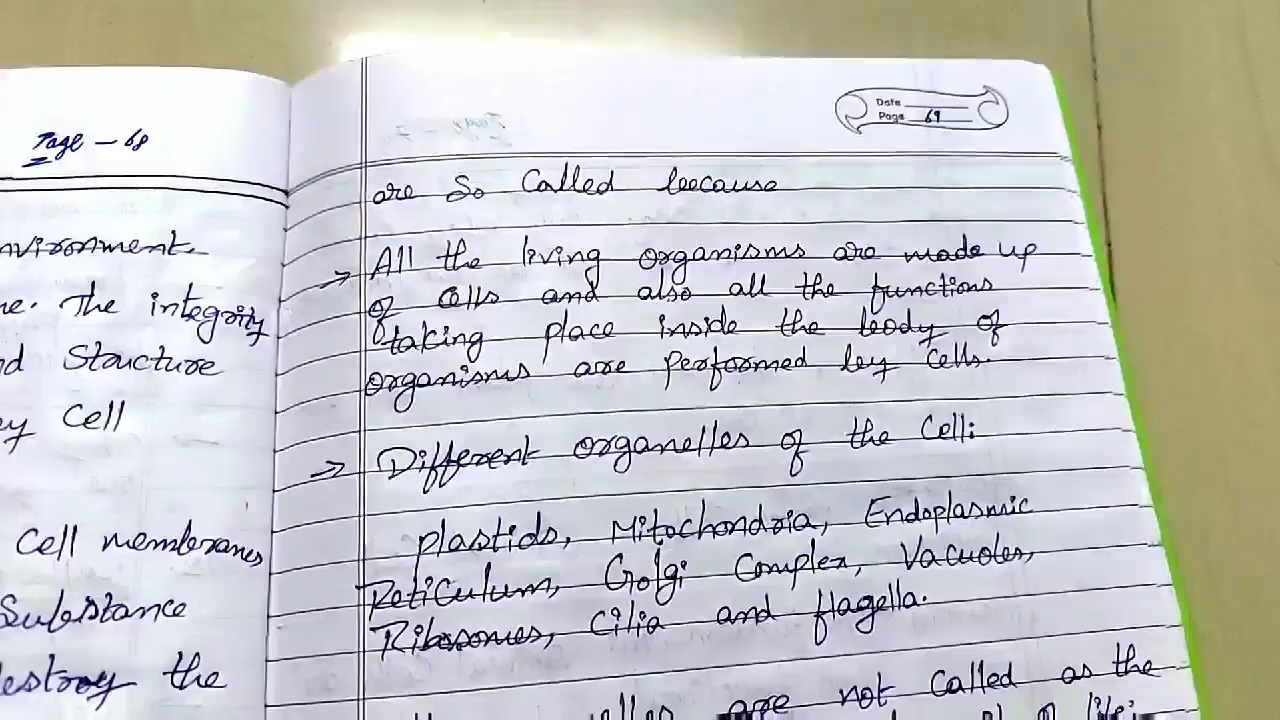 Page - 68
nvironment
ne. The integrity
nd Structure
ey Cell
Cell membranes
Substance
estroy the
Date
Page 69
are So Called because
→ All the living organisms are made up
of Cells and also all the functions
taking place inside the body of
organisms are performed by Cells.
→ Different organelles of the Cell:
plastids, Mitochondria, Endoplasmic
Reticulum, Golgi Complex, Vacuoles,
Ribosomes, Cilia and flagella.
are not Called as the
of life: